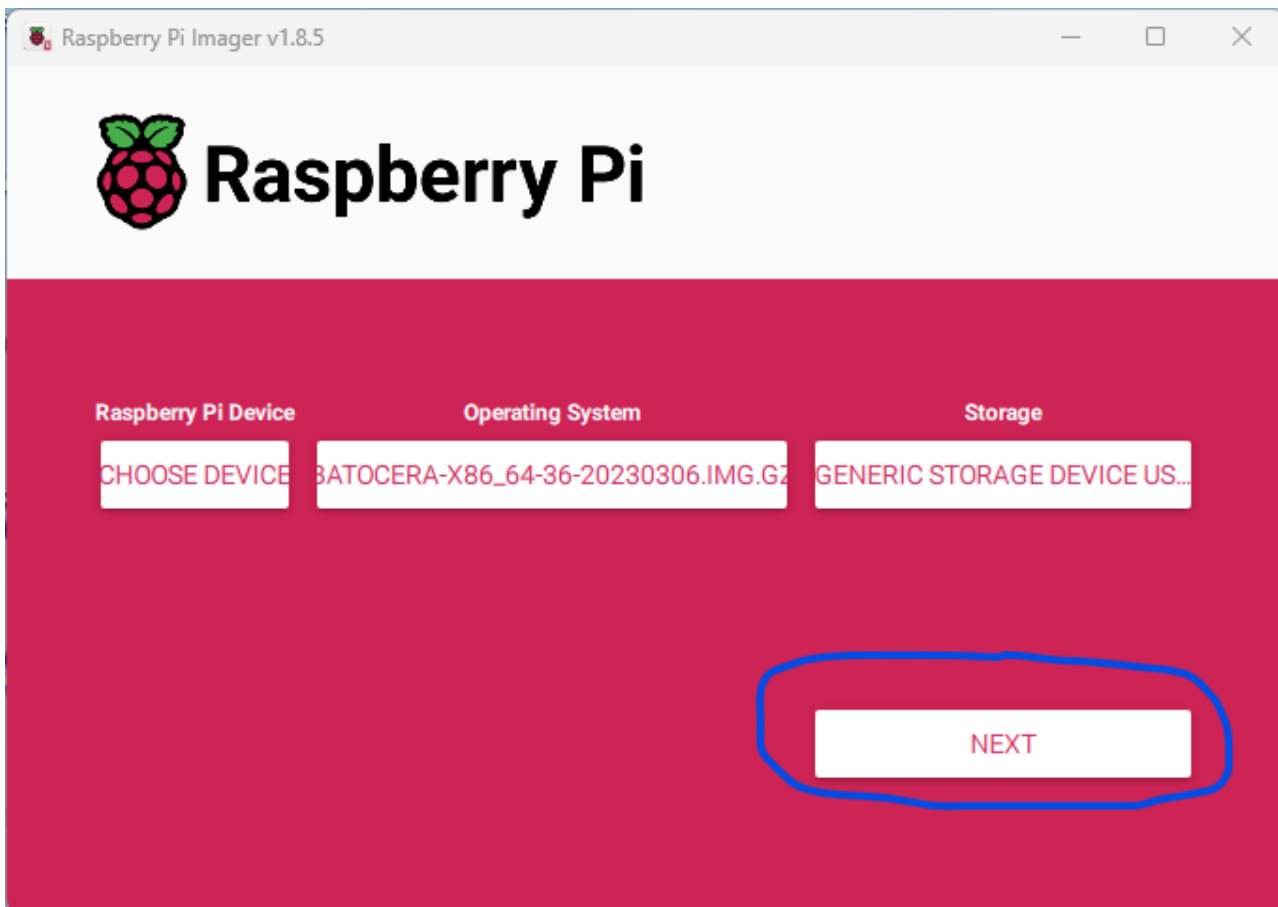 Raspberry Pi Imager v1.8.5
Raspberry Pi
Raspberry Pi Device Operating System Storage
CHOOSE DEVICE BATOCERA-X86_64-36-20230306.IMG.GZ GENERIC STORAGE DEVICE US...
NEXT